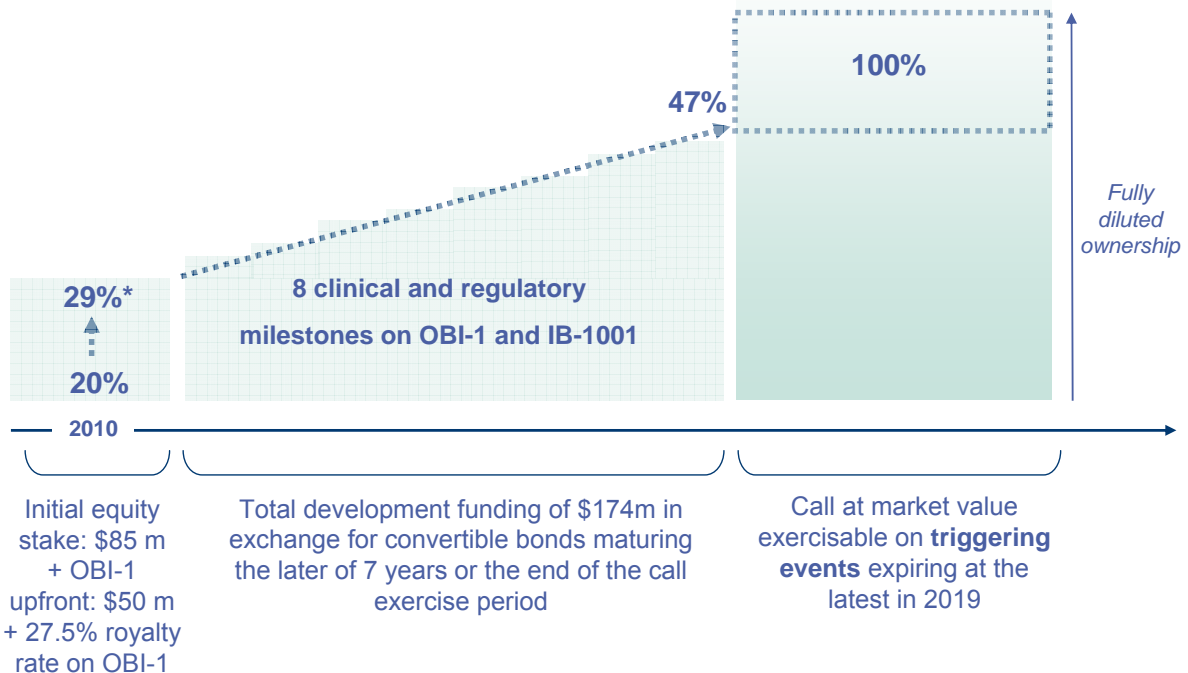 100%
47%
Fully
diluted
ownership
29%*
20%
8 clinical and regulatory
milestones on OBI-1 and IB-1001
2010
Initial equity
stake: $85 m
+ OBI-1
upfront: $50 m
+ 27.5% royalty
rate on OBI-1
Total development funding of $174m in
exchange for convertible bonds maturing
the later of 7 years or the end of the call
exercise period
Call at market value
exercisable on triggering
events expiring at the
latest in 2019